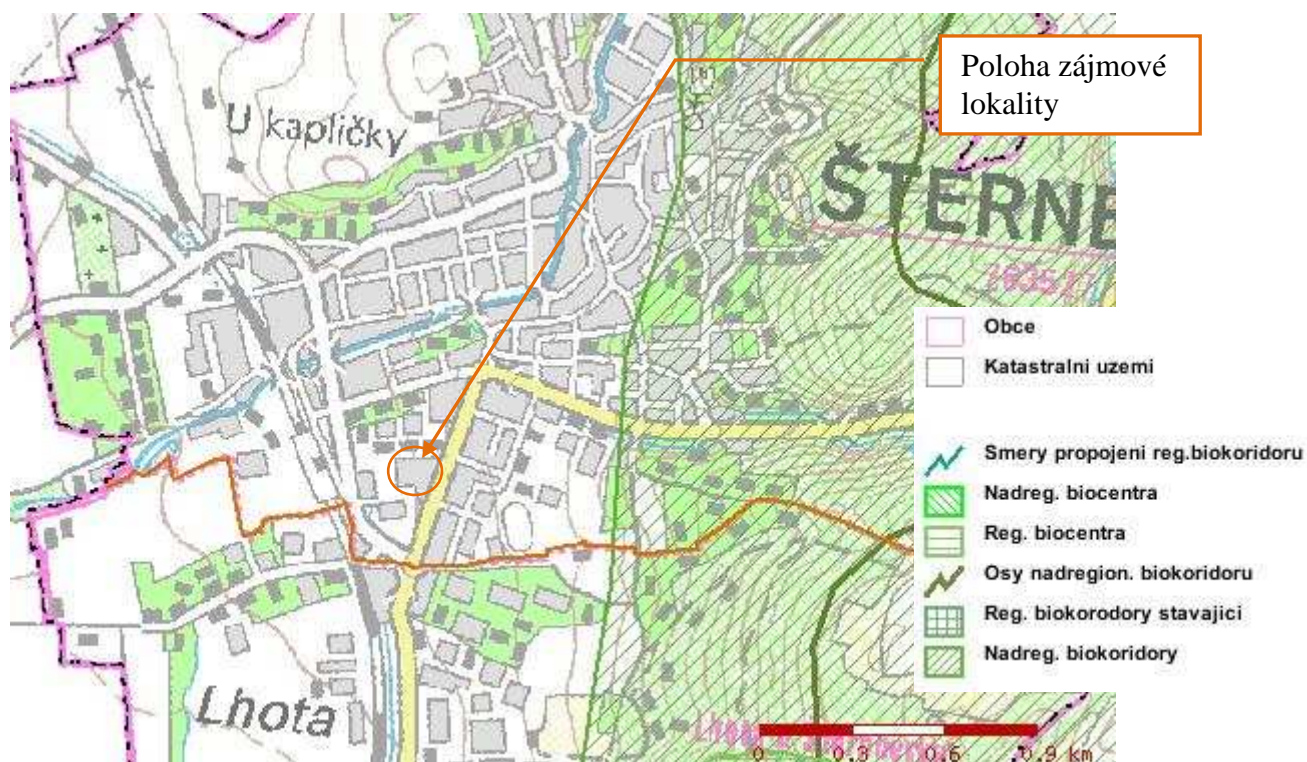 Poloha zájmové
lokality
U kapličky
ŠTERNE
Obce
Katastralni uzemi
Smery propojeni reg.biokoridoru
Nadreg. biocentra
Reg. biocentra
Osy nadregion. biokoridoru
Reg. biokorodory stavajici
Nadreg. biokoridory
Lhota
0 0.3 0.6 0.9 km